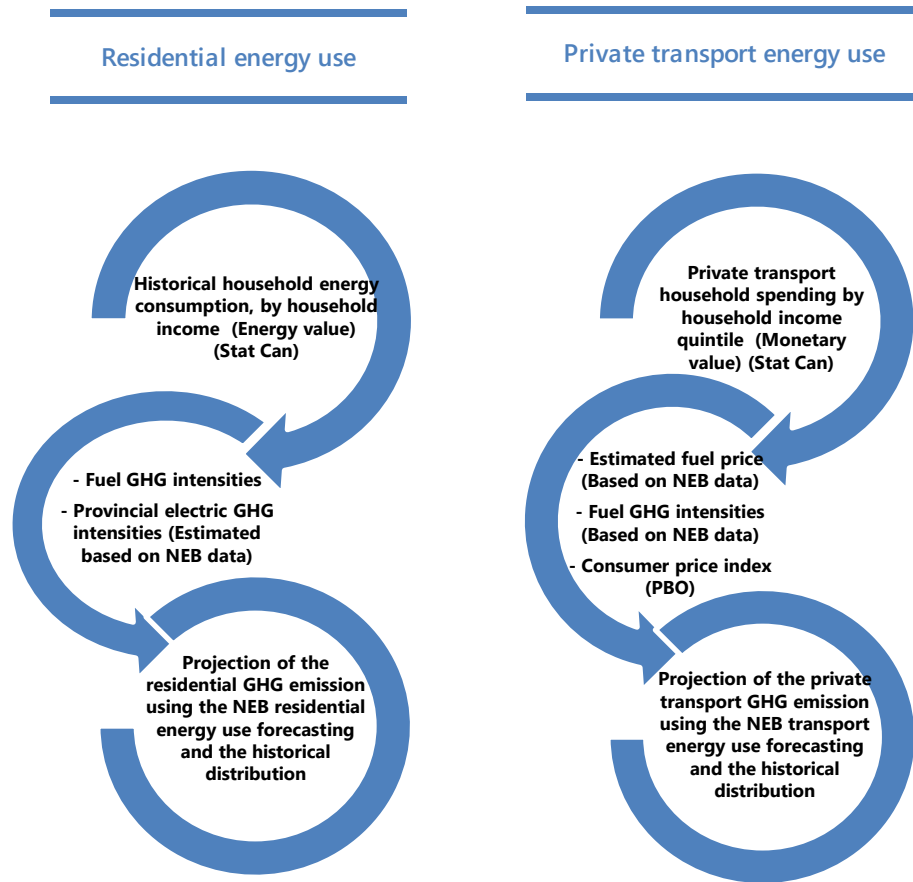 Residential energy use
Historical household energy
consumption, by household
income (Energy value)
(Stat Can)
- Fuel GHG intensities
- Provincial electric GHG
intensities (Estimated
based on NEB data)
Projection of the
residential GHG emission
using the NEB residential
energy use forecasting
and the historical
distribution
Private transport energy use
Private transport
household spending by
household income
quintile (Monetary
value) (Stat Can)
- Estimated fuel price
(Based on NEB data)
- Fuel GHG intensities
(Based on NEB data)
- Consumer price index
(PBO)
Projection of the private
transport GHG emission
using the NEB transport
energy use forecasting
and the historical
distribution